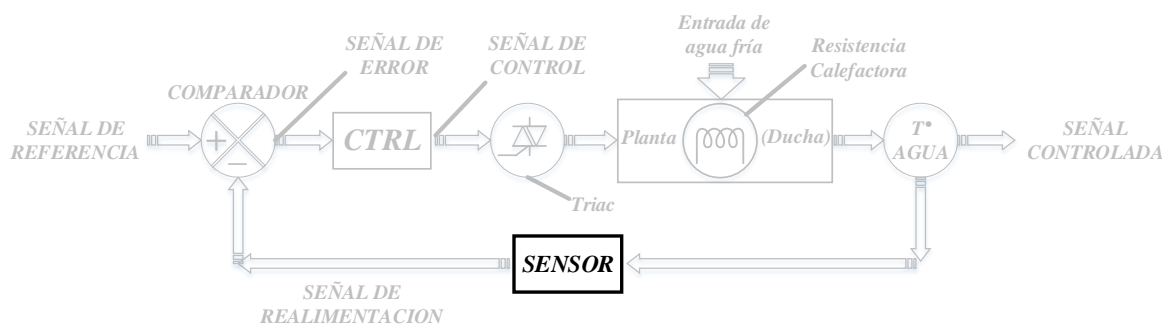 Entrada de
agua fría
Resistencia
Calefactora
SEÑAL DE
ERROR
SEÑAL DE
CONTROL
COMPARADOR
SEÑAL DE
REFERENCIA
+
−
CTRL
Planta
(Ducha)
T°
AGUA
SEÑAL
CONTROLADA
Triac
SENSOR
SEÑAL DE
REALIMENTACION